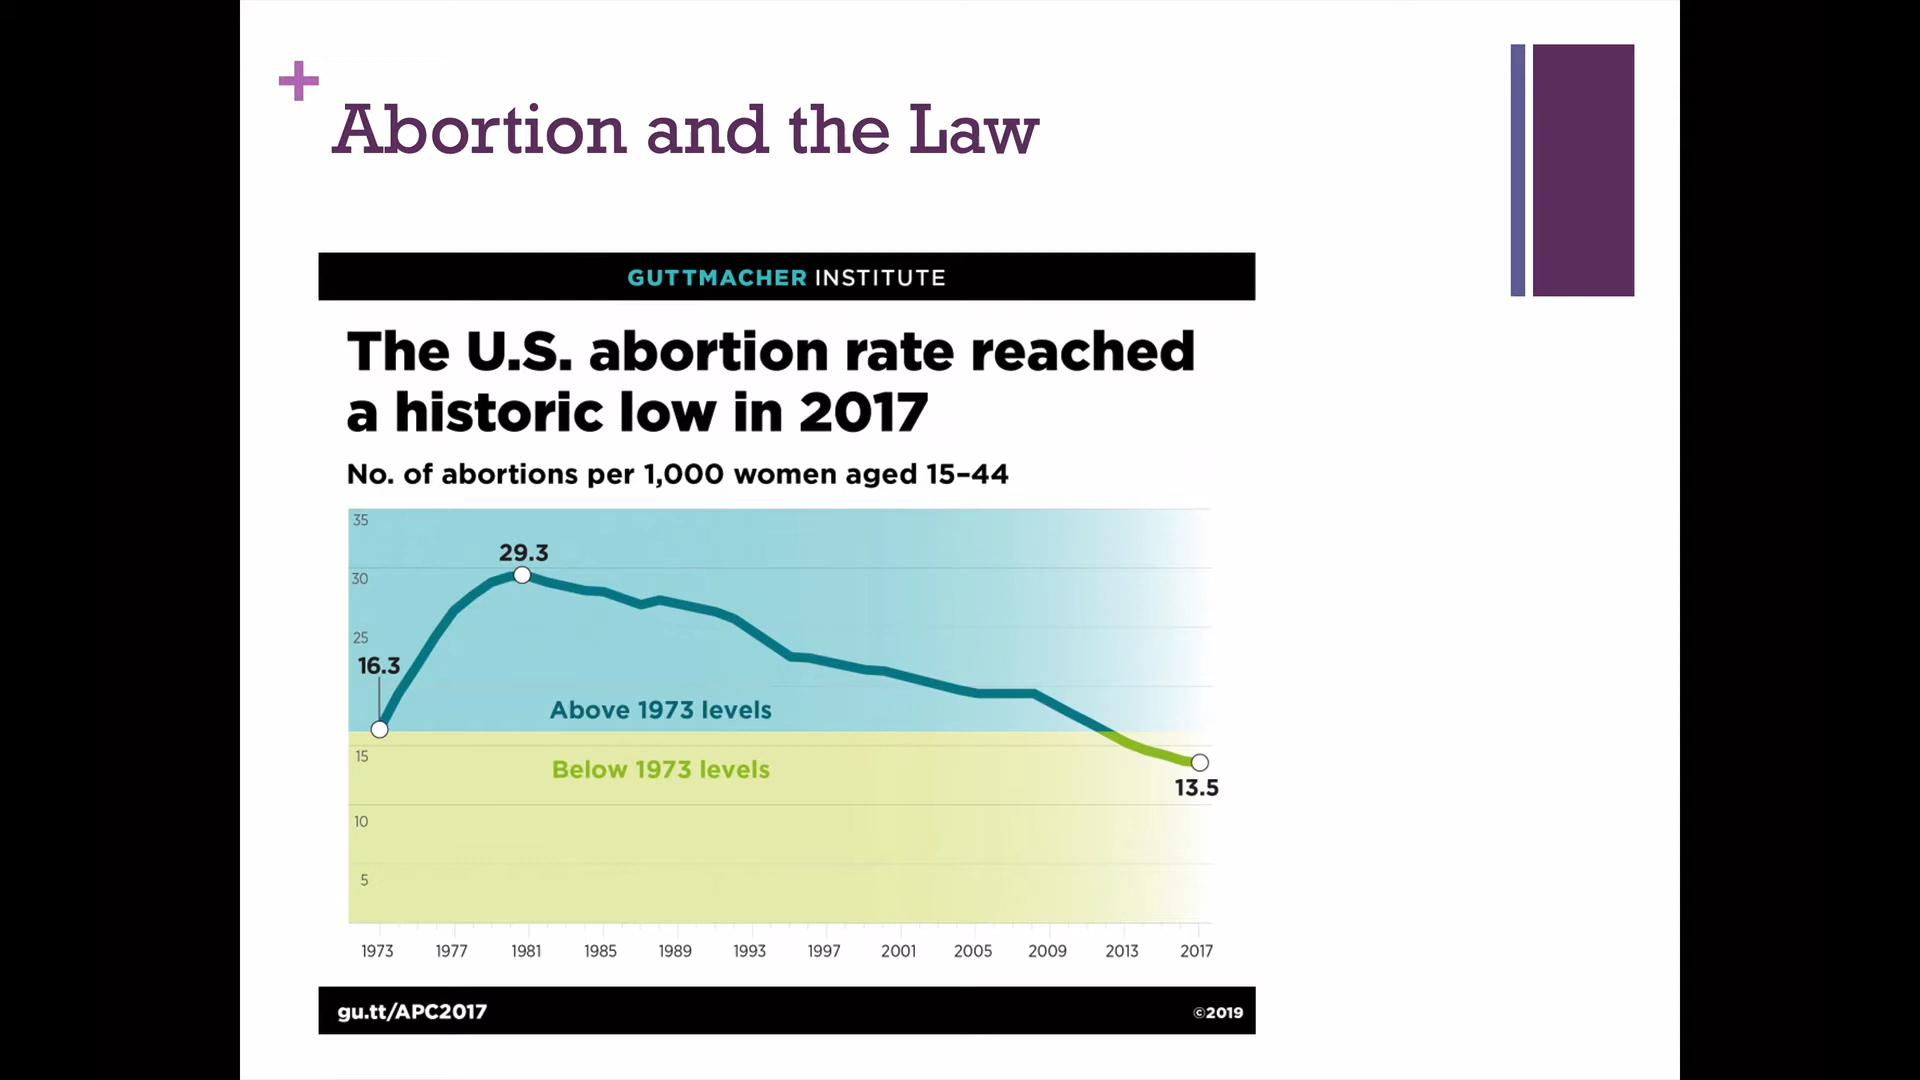 + Abortion and the Law
GUTTMACHER INSTITUTE
The U.S. abortion rate reached
a historic low in 2017
No. of abortions per 1,000 women aged 15–44
35
29.3
30
25
16.3
Above 1973 levels
15
Below 1973 levels
13.5
10
5
1973 1977 1981 1985 1989 1993 1997 2001 2005 2009 2013 2017
gu.tt/APC2017 ©2019